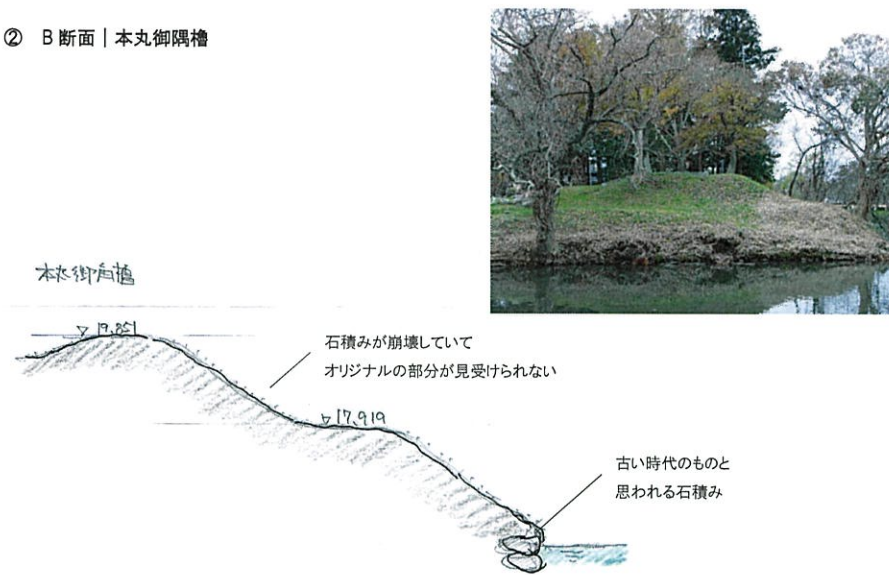 ② B断面｜本丸御隅櫓
本丸御角櫓
▽ 19.851
石積みが崩壊していて
オリジナルの部分が見受けられない
▽ 17.919
古い時代のものと
思われる石積み